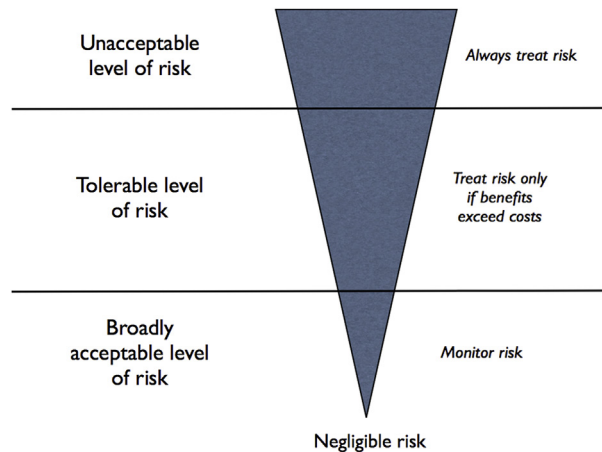 Unacceptable
level of risk
Always treat risk
Tolerable level
of risk
Treat risk only
if benefits
exceed costs
Broadly
acceptable level
of risk
Monitor risk
Negligible risk